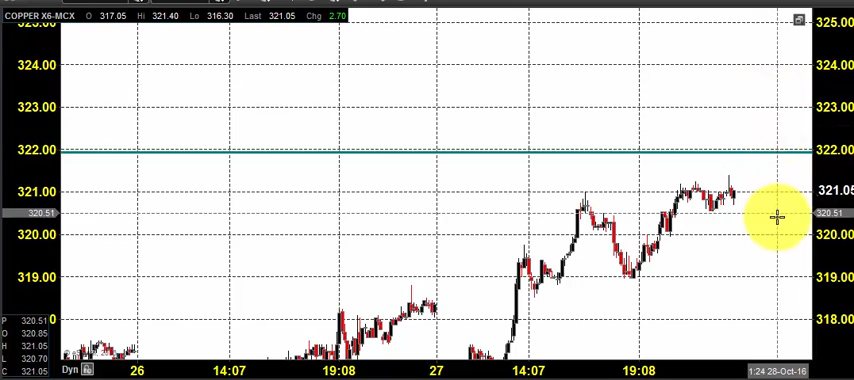 COPPER X6-MCX O 317.05 Hi 321.40 Lo 316.30 Last 321.05 Chg 2.70
325.00 325.00
324.00 324.00
323.00 323.00
322.00 322.00
321.00 321.05
320.51 320.51
320.00 320.00
319.00 319.00
0 318.00
P 320.51
O 320.85
H 321.05
L 320.70
C 321.05
Dyn 26 14:07 19:08 27 14:07 19:08 1:24 28-Oct-16